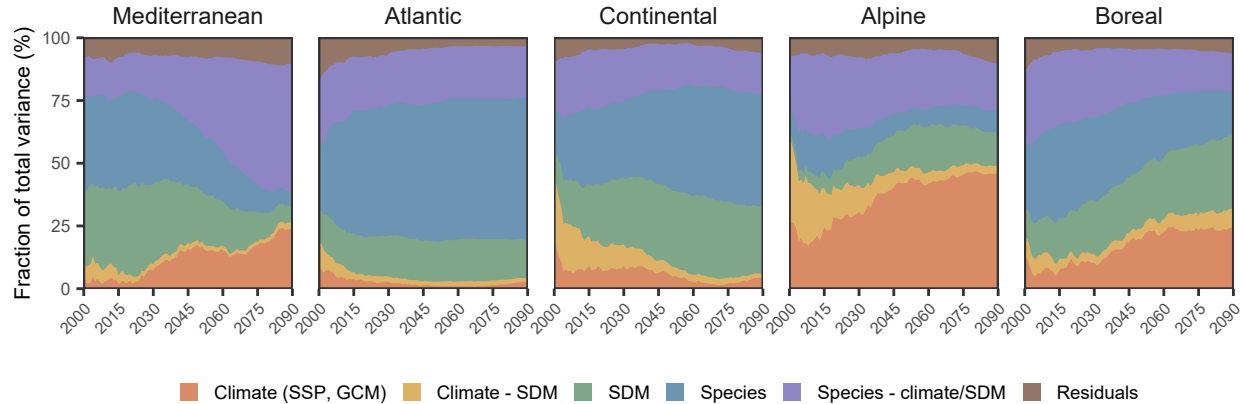 Mediterranean Atlantic Continental Alpine Boreal
Fraction of total variance (%)
100
75
50
25
0
2000 2015 2030 2045 2060 2075 2090 2000 2015 2030 2045 2060 2075 2090 2000 2015 2030 2045 2060 2075 2090 2000 2015 2030 2045 2060 2075 2090 2000 2015 2030 2045 2060 2075 2090
Climate (SSP, GCM) Climate - SDM SDM Species Species - climate/SDM Residuals